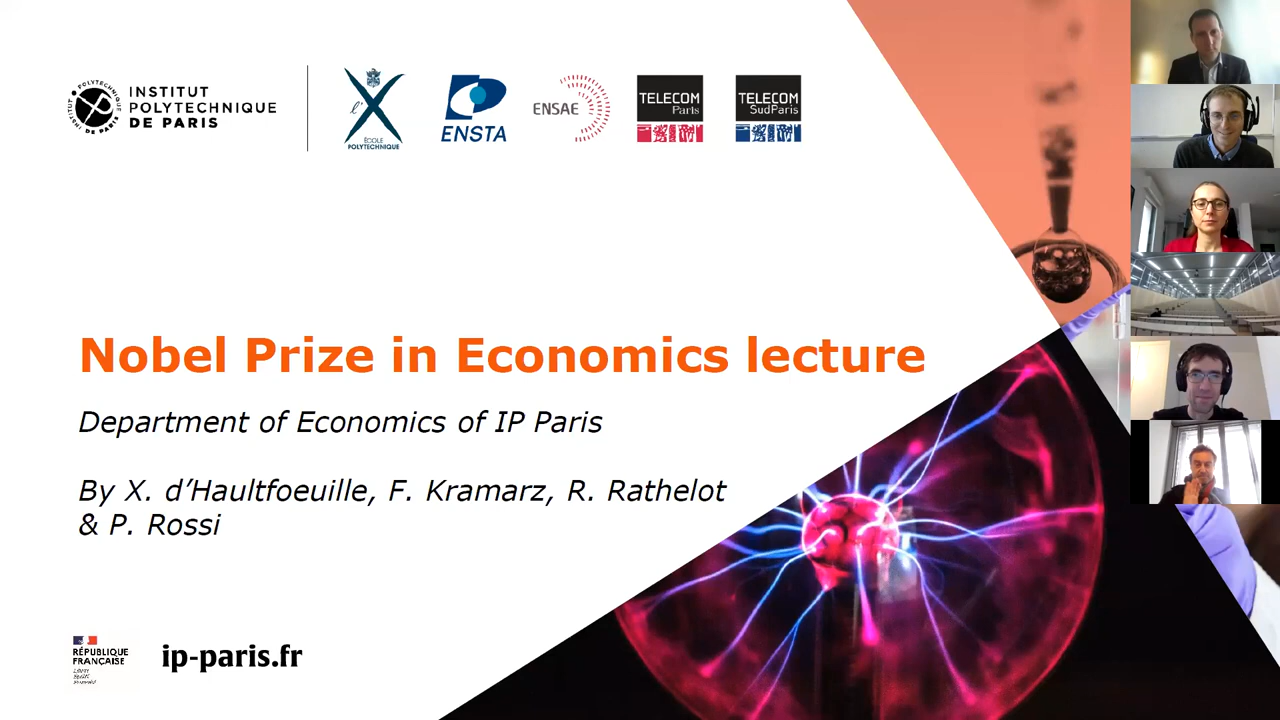 INSTITUT
POLYTECHNIQUE
DE PARIS
ÉCOLE
POLYTECHNIQUE
ENSTA
ENSAE
TELECOM
Paris
TELECOM
SudParis
Nobel Prize in Economics lecture
Department of Economics of IP Paris
By X. d’Haultfoeuille, F. Kramarz, R. Rathelot
& P. Rossi
RÉPUBLIQUE
FRANÇAISE
ip-paris.fr